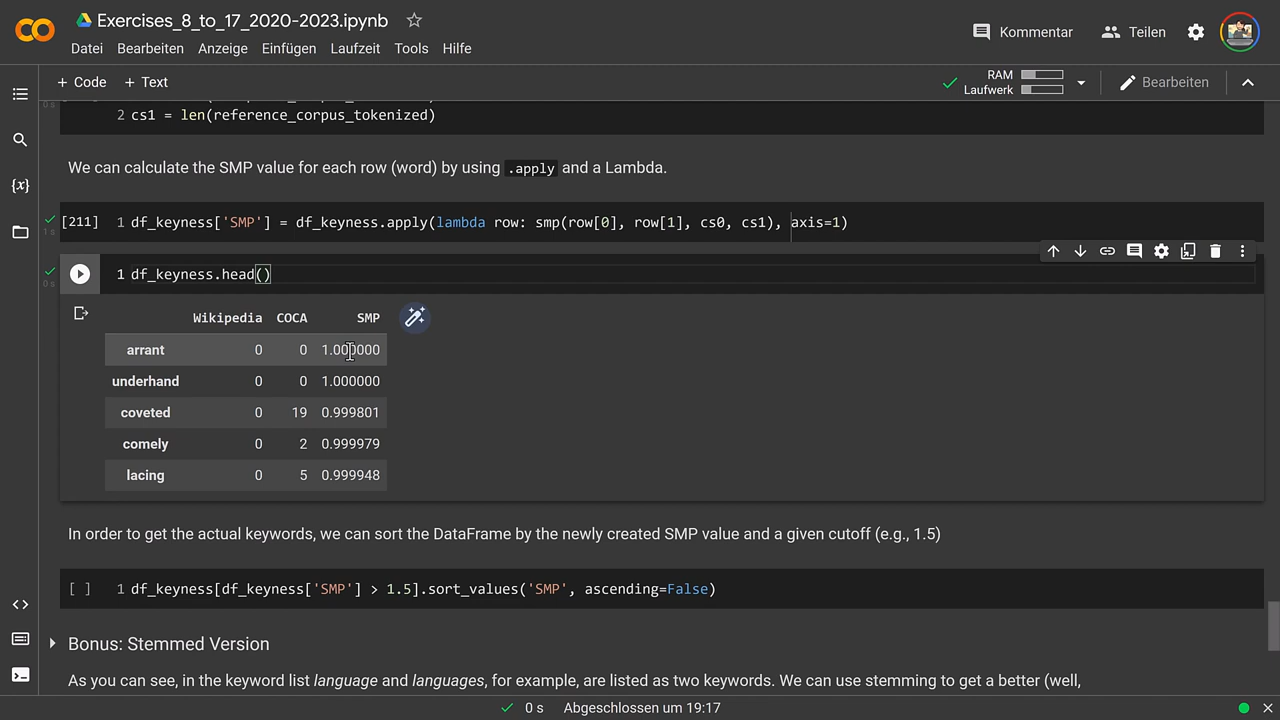 Exercises_8_to_17_2020-2023.ipynb
Kommentar
Teilen
Datei Bearbeiten Anzeige Einfügen Laufzeit Tools Hilfe
+ Code + Text
RAM
Laufwerk
Bearbeiten
0s
2 cs1 = len(reference_corpus_tokenized)
We can calculate the SMP value for each row (word) by using .apply and a Lambda.
[211] 1 df_keyness['SMP'] = df_keyness.apply(lambda row: smp(row[0], row[1], cs0, cs1), axis=1)
1s
1 df_keyness.head()
0s
Wikipedia COCA SMP
arrant 0 0 1.000000
underhand 0 0 1.000000
coveted 0 19 0.999801
comely 0 2 0.999979
lacing 0 5 0.999948
In order to get the actual keywords, we can sort the DataFrame by the newly created SMP value and a given cutoff (e.g., 1.5)
[ ] 1 df_keyness[df_keyness['SMP'] > 1.5].sort_values('SMP', ascending=False)
Bonus: Stemmed Version
As you can see, in the keyword list language and languages, for example, are listed as two keywords. We can use stemming to get a better (well,
0 s Abgeschlossen um 19:17